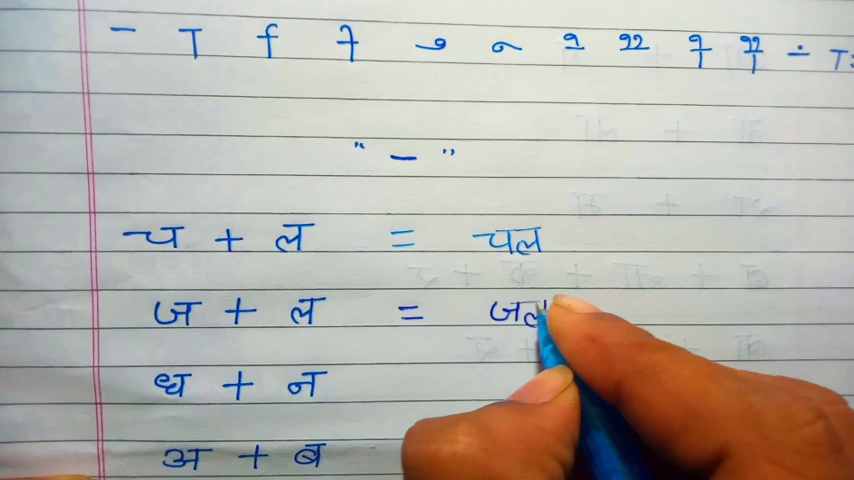 - ा ि ी ु ू े ै ो ौ ं ाः
" - "
च + ल = चल
ज + ल = जल
ध + न
अ + ब